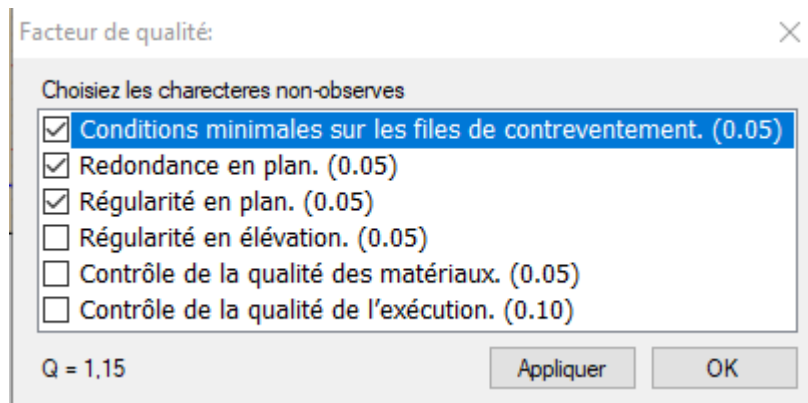 Facteur de qualité:
Choisiez les charecteres non-observes
Conditions minimales sur les files de contreventement. (0.05)
Redondance en plan. (0.05)
Régularité en plan. (0.05)
Régularité en élévation. (0.05)
Contrôle de la qualité des matériaux. (0.05)
Contrôle de la qualité de l’exécution. (0.10)
Q = 1,15 Appliquer OK